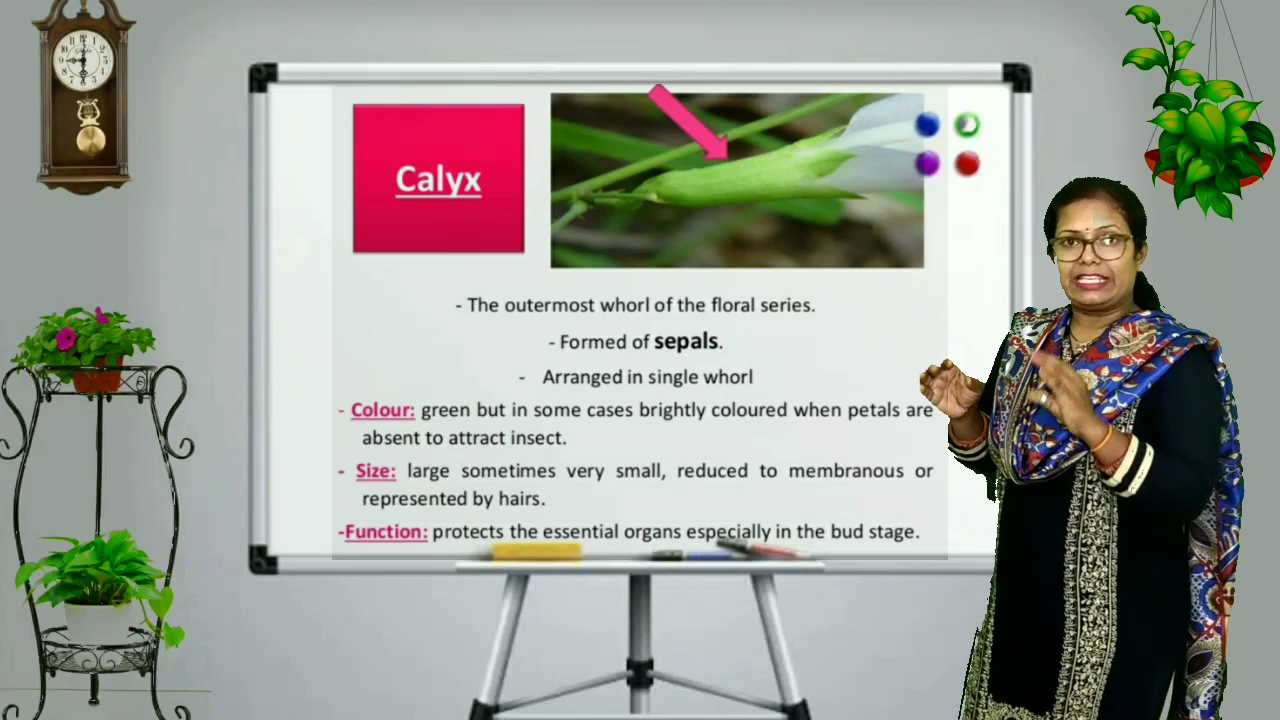 Calyx
- The outermost whorl of the floral series.
- Formed of sepals.
- Arranged in single whorl
- Colour: green but in some cases brightly coloured when petals are
absent to attract insect.
- Size: large sometimes very small, reduced to membranous or
represented by hairs.
-Function: protects the essential organs especially in the bud stage.